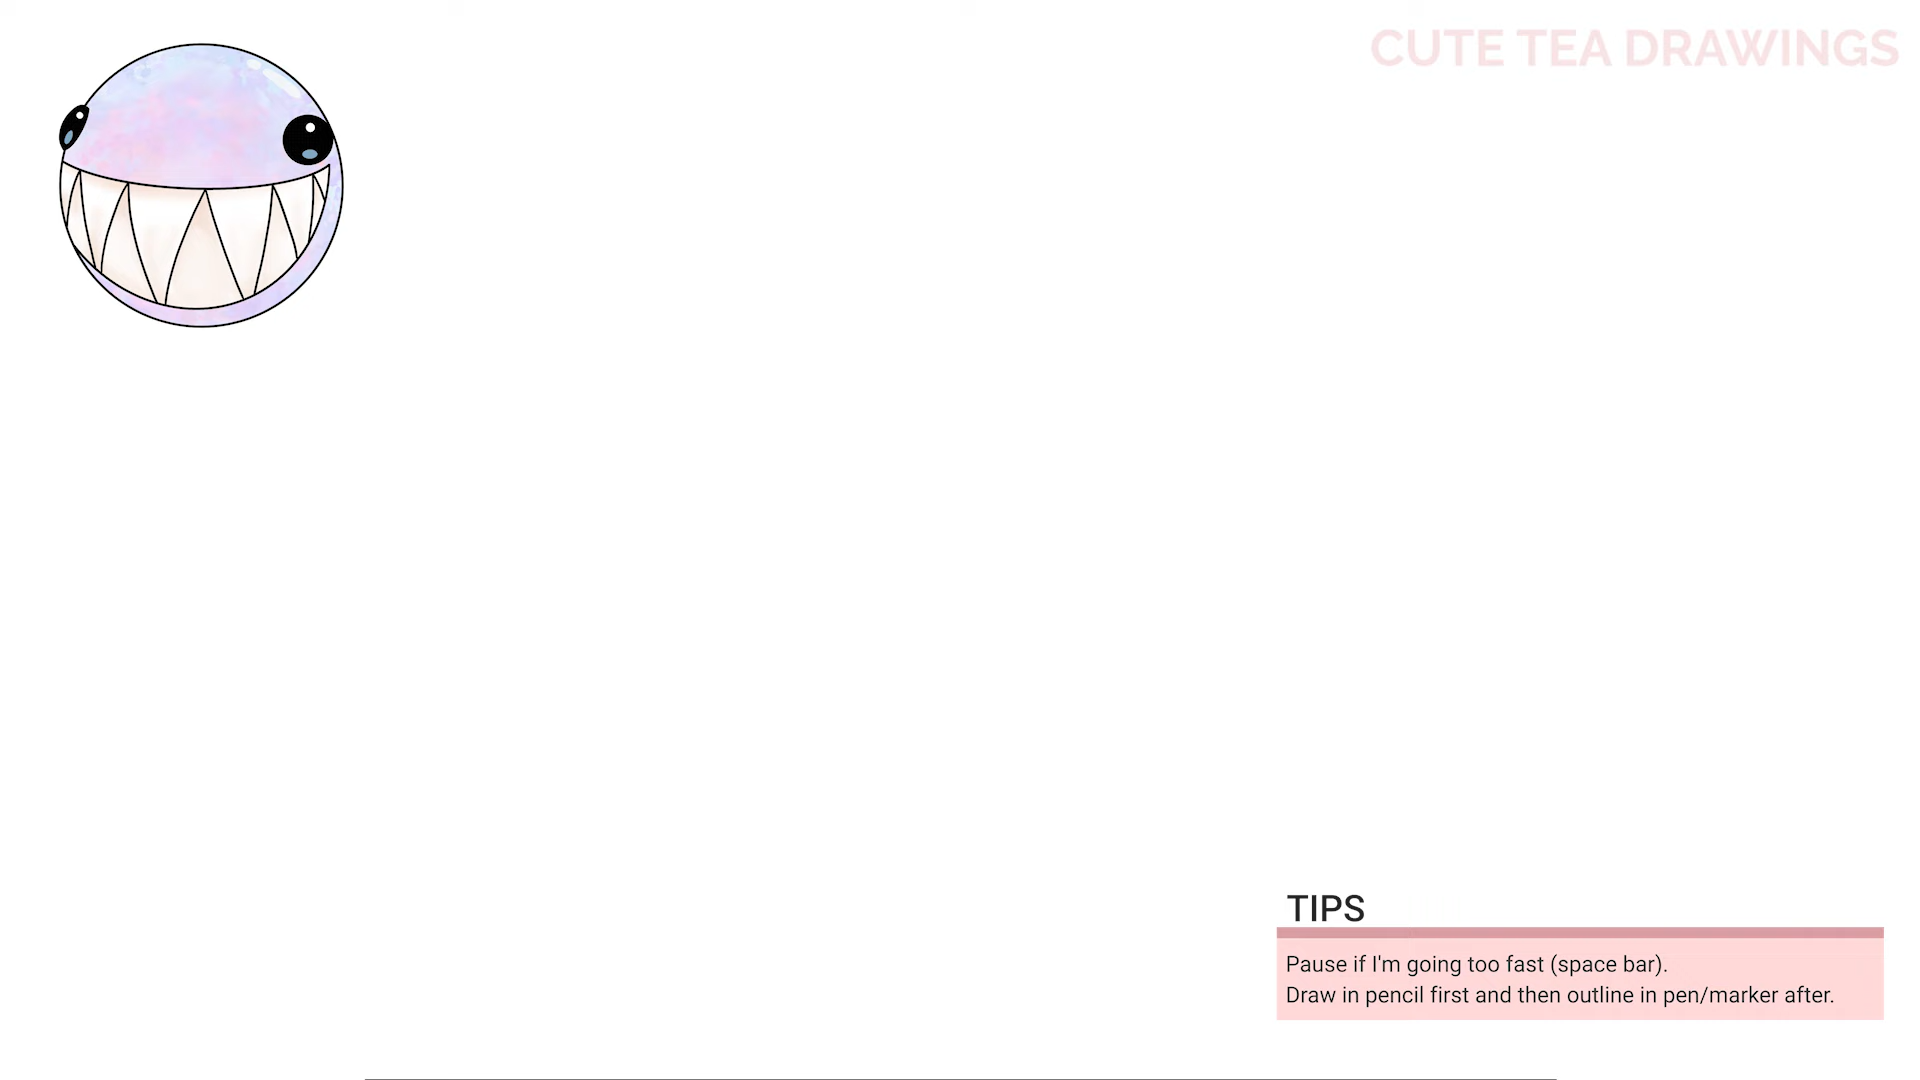 CUTE TEA DRAWINGS
TIPS
Pause if I'm going too fast (space bar).
Draw in pencil first and then outline in pen/marker after.